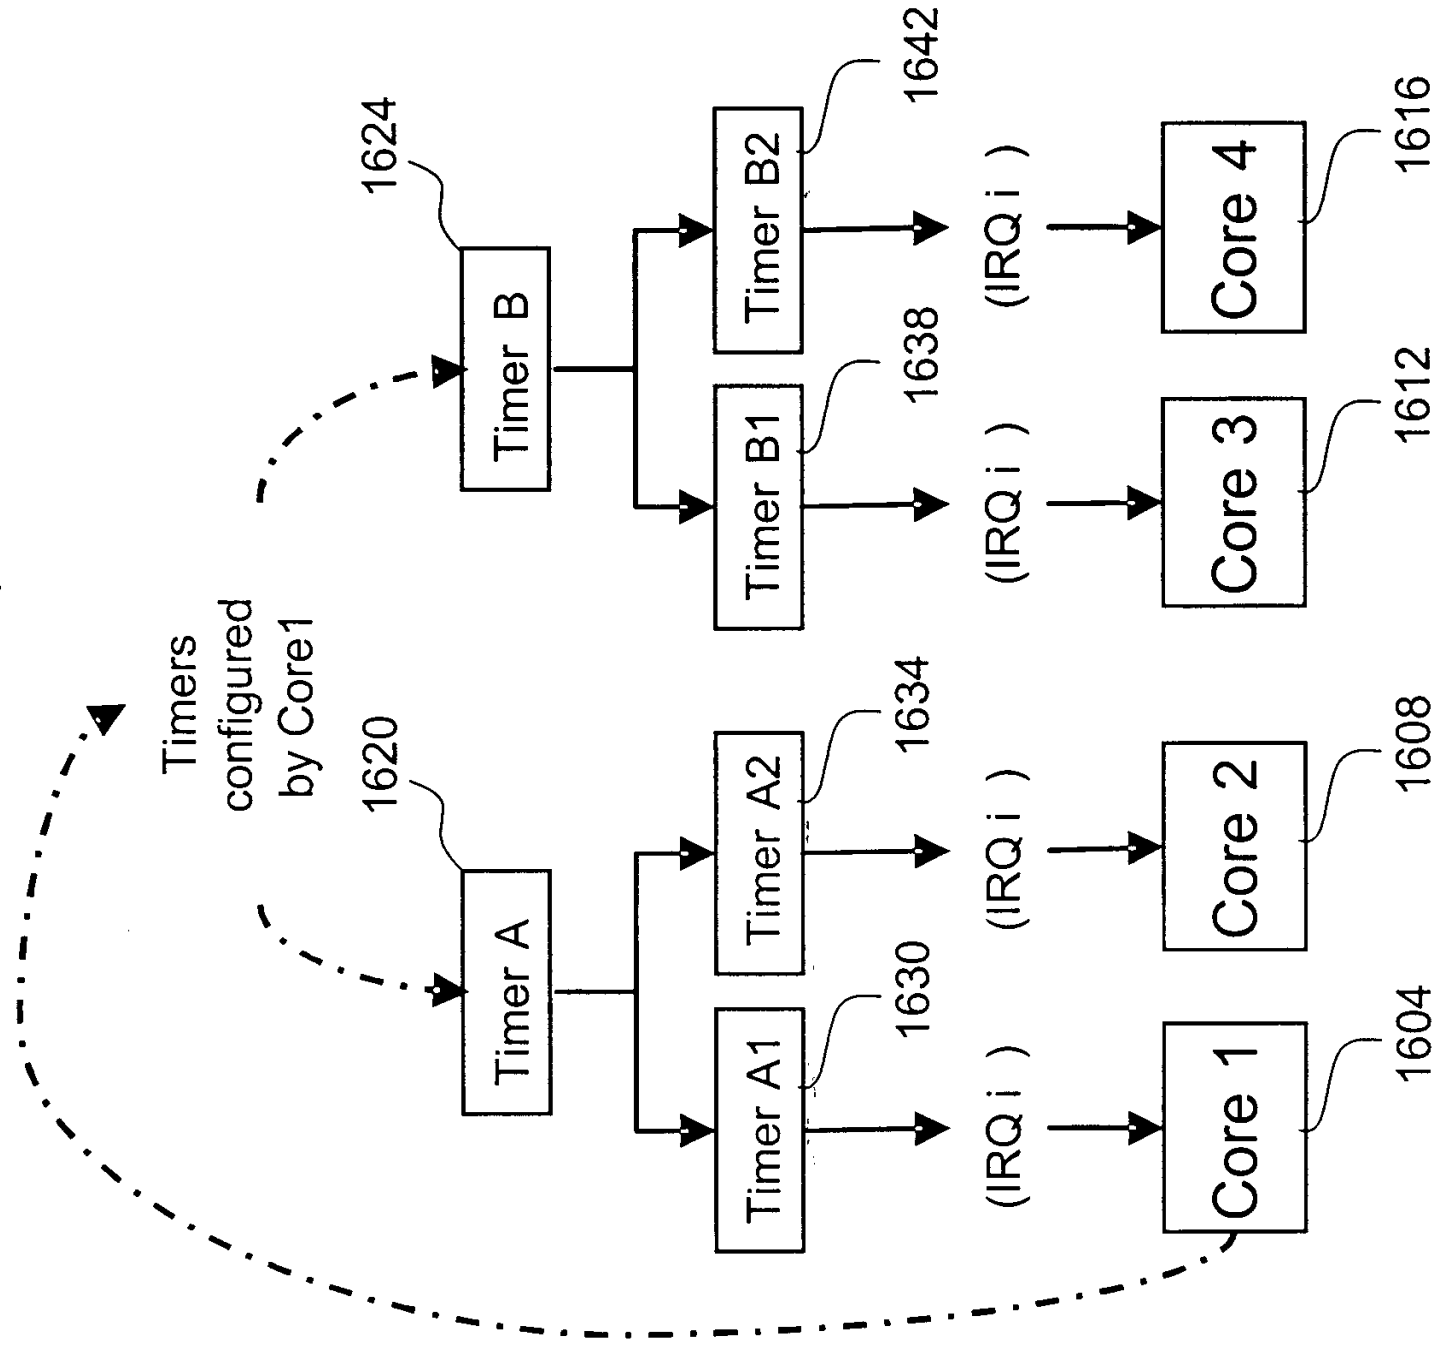 Timers
configured
by Core1
1620
1624
Timer A
Timer B
Timer A1
Timer A2
Timer B1
Timer B2
1630
1634
1638
1642
(IRQ i )
(IRQ i )
(IRQ i )
(IRQ i )
Core 1
Core 2
Core 3
Core 4
1604
1608
1612
1616